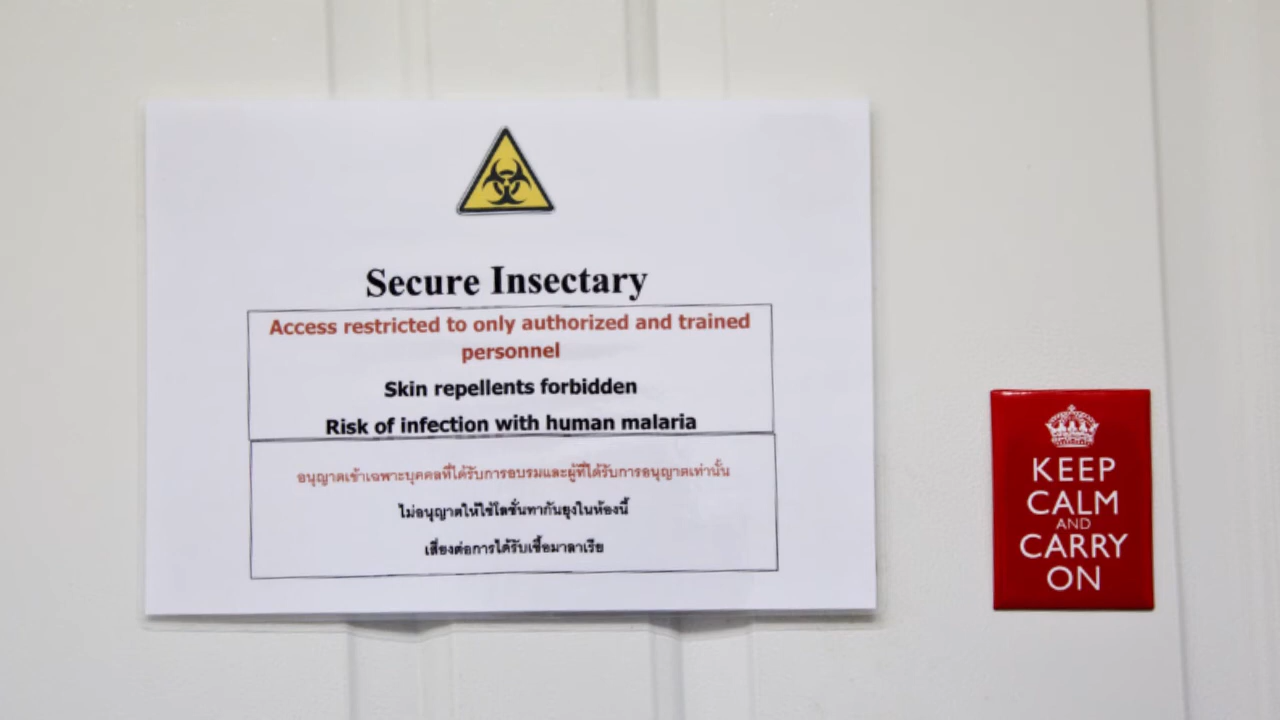 Secure Insectary
Access restricted to only authorized and trained
personnel
Skin repellents forbidden
Risk of infection with human malaria
อนุญาตเข้าเฉพาะบุคคลที่ได้รับการอบรมและผู้ที่ได้รับการอนุญาตเท่านั้น
ไม่อนุญาตให้ใช้โลชั่นทากันยุงในห้องนี้
เสี่ยงต่อการได้รับเชื้อมาลาเรีย
KEEP
CALM
AND
CARRY
ON